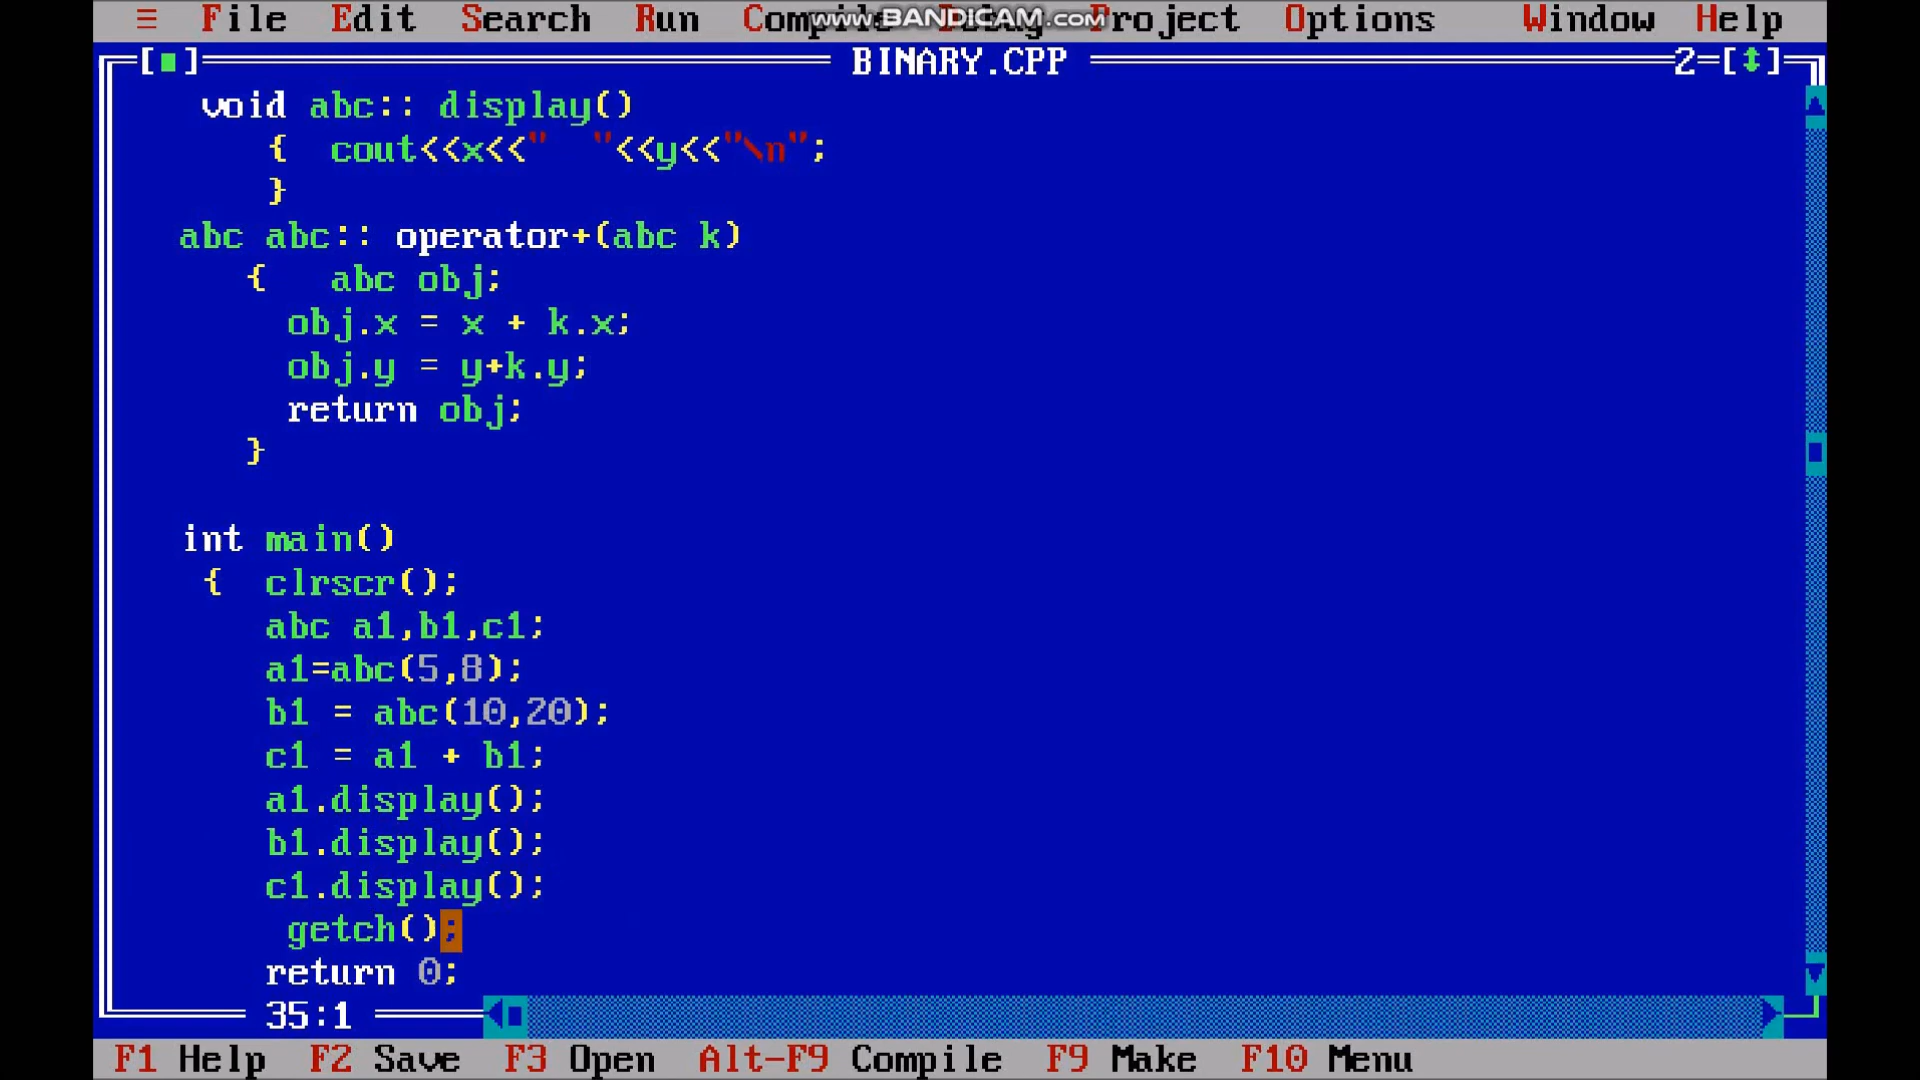 ≡ File Edit Search Run Compile Debug Project Options Window Help
www.BANDICAM.com
[■] BINARY.CPP 2=[↕]
void abc:: display()
{ cout<<x<<"  "<<y<<"\n";
}
abc abc:: operator+(abc k)
{ abc obj;
obj.x = x + k.x;
obj.y = y+k.y;
return obj;
}
int main()
{ clrscr();
abc a1,b1,c1;
a1=abc(5,8);
b1 = abc(10,20);
c1 = a1 + b1;
a1.display();
b1.display();
c1.display();
getch();
return 0;
35:1
F1 Help F2 Save F3 Open Alt-F9 Compile F9 Make F10 Menu